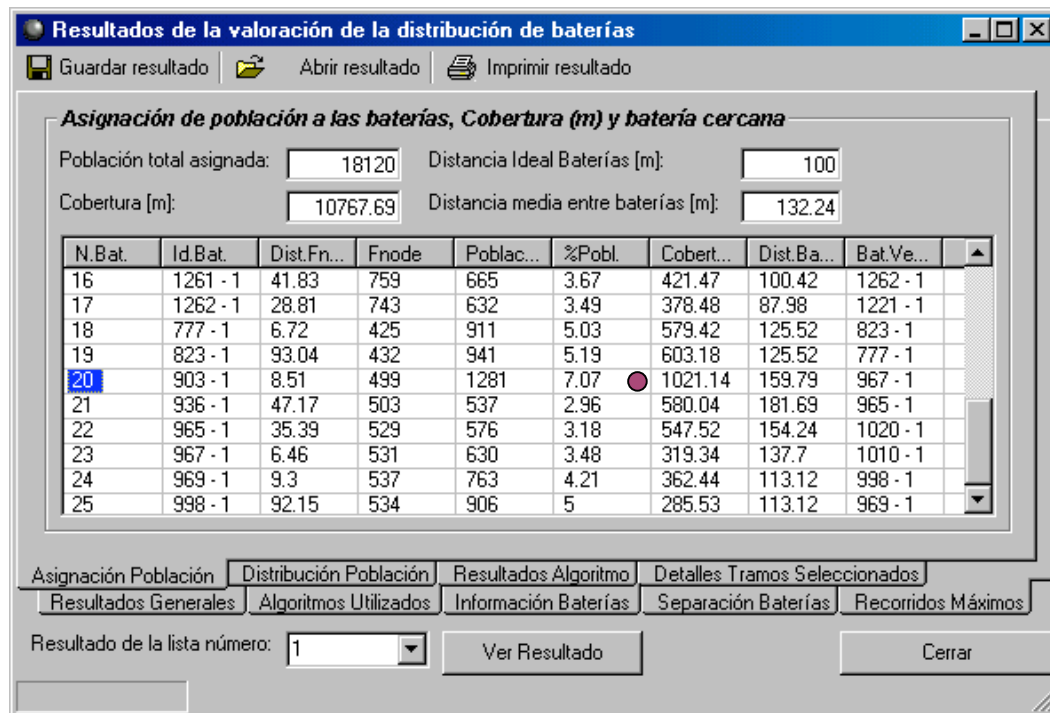 Resultados de la valoración de la distribución de baterías
Guardar resultado Abrir resultado Imprimir resultado
Asignación de población a las baterías, Cobertura (m) y batería cercana
Población total asignada: 18120 Distancia Ideal Baterías [m]: 100
Cobertura [m]: 10767.69 Distancia media entre baterías [m]: 132.24
N.Bat. Id.Bat. Dist.Fn... Fnode Poblac... %Pobl. Cobert... Dist.Ba... Bat.Ve...
16 1261 - 1 41.83 759 665 3.67 421.47 100.42 1262 - 1
17 1262 - 1 28.81 743 632 3.49 378.48 87.98 1221 - 1
18 777 - 1 6.72 425 911 5.03 579.42 125.52 823 - 1
19 823 - 1 93.04 432 941 5.19 603.18 125.52 777 - 1
20 903 - 1 8.51 499 1281 7.07 1021.14 159.79 967 - 1
21 936 - 1 47.17 503 537 2.96 580.04 181.69 965 - 1
22 965 - 1 35.39 529 576 3.18 547.52 154.24 1020 - 1
23 967 - 1 6.46 531 630 3.48 319.34 137.7 1010 - 1
24 969 - 1 9.3 537 763 4.21 362.44 113.12 998 - 1
25 998 - 1 92.15 534 906 5 285.53 113.12 969 - 1
Asignación Población Distribución Población Resultados Algoritmo Detalles Tramos Seleccionados
Resultados Generales Algoritmos Utilizados Información Baterías Separación Baterías Recorridos Máximos
Resultado de la lista número: 1 Ver Resultado Cerrar